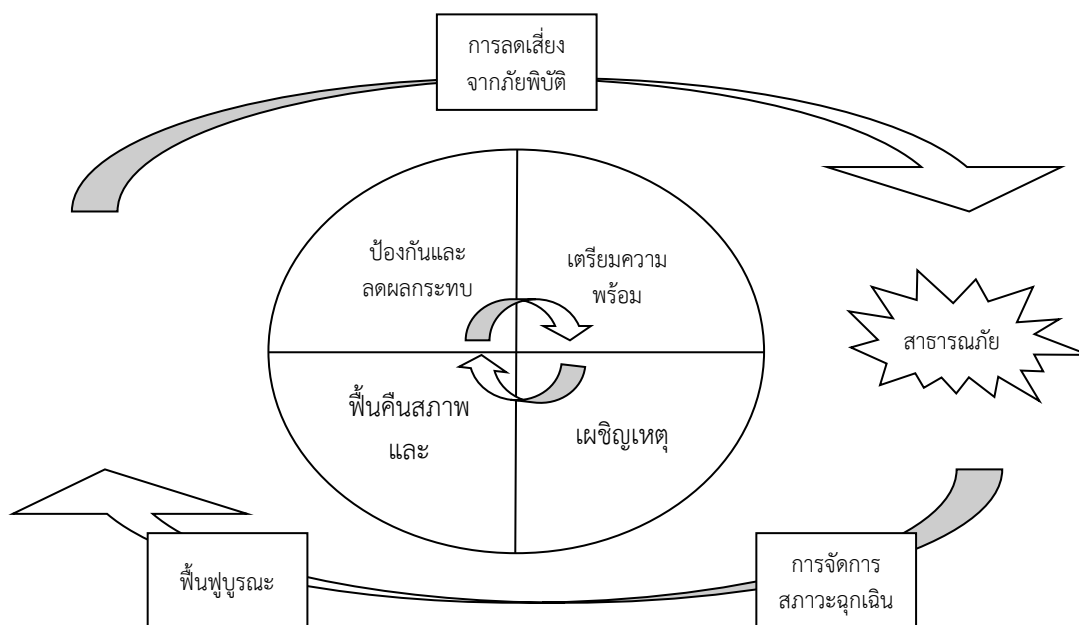 การลดเสี่ยง
จากภัยพิบัติ
ป้องกันและ
ลดผลกระทบ
เตรียมความ
พร้อม
สาธารณภัย
ฟื้นคืนสภาพ
และ
เผชิญเหตุ
ฟื้นฟูบูรณะ
การจัดการ
สภาวะฉุกเฉิน